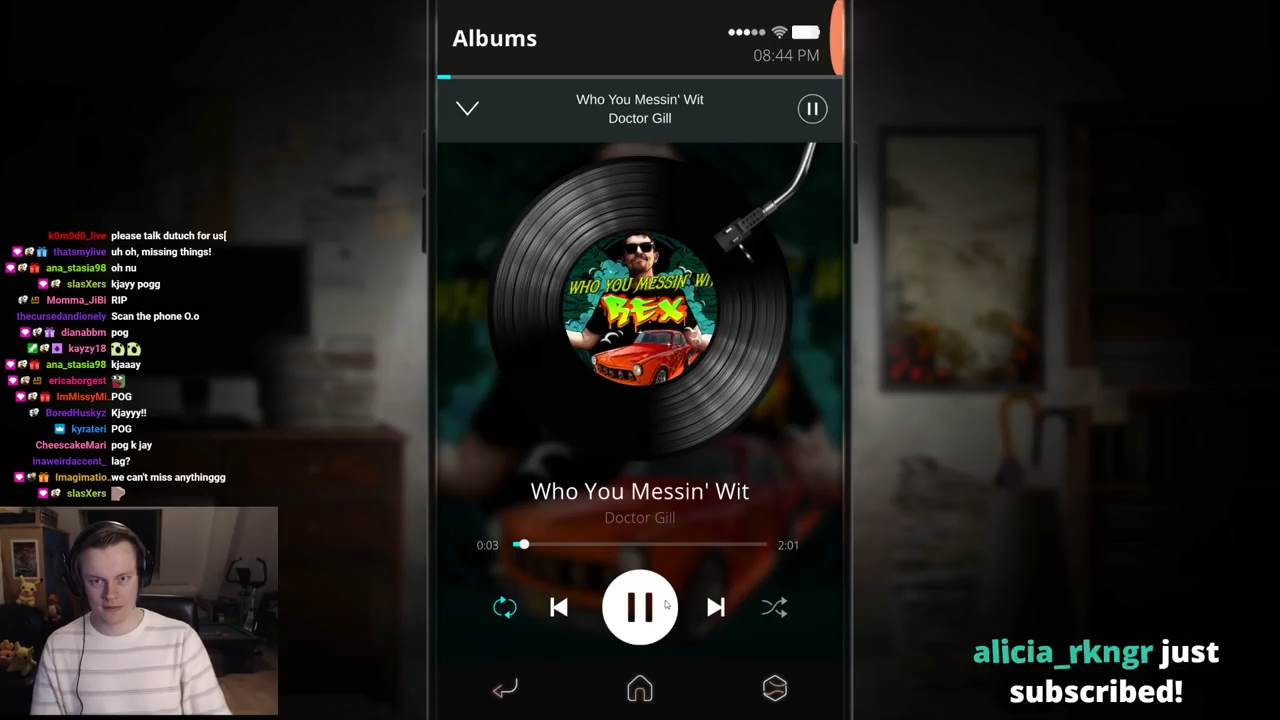 Albums
08:44 PM
Who You Messin' Wit
Doctor Gill
WHO YOU MESSIN' WI
REX
k0m0d0_live please talk dutuch for us[
thatsmylive uh oh, missing things!
ana_stasia98 oh nu
slasXers kjayy pogg
Momma_JiBi RIP
thecursedandlonely Scan the phone O.o
dianabbm pog
kayzy18
ana_stasia98 kjaaay
ericaborgest
ImMissyMi.. POG
BoredHuskyz Kjayyy!!
kyrateri POG
CheescakeMari pog k jay
inaweirdaccent_ lag?
Imaginatio.. we can't miss anythinggg
slasXers
Who You Messin' Wit
Doctor Gill
0:03 2:01
alicia_rkngr just
subscribed!